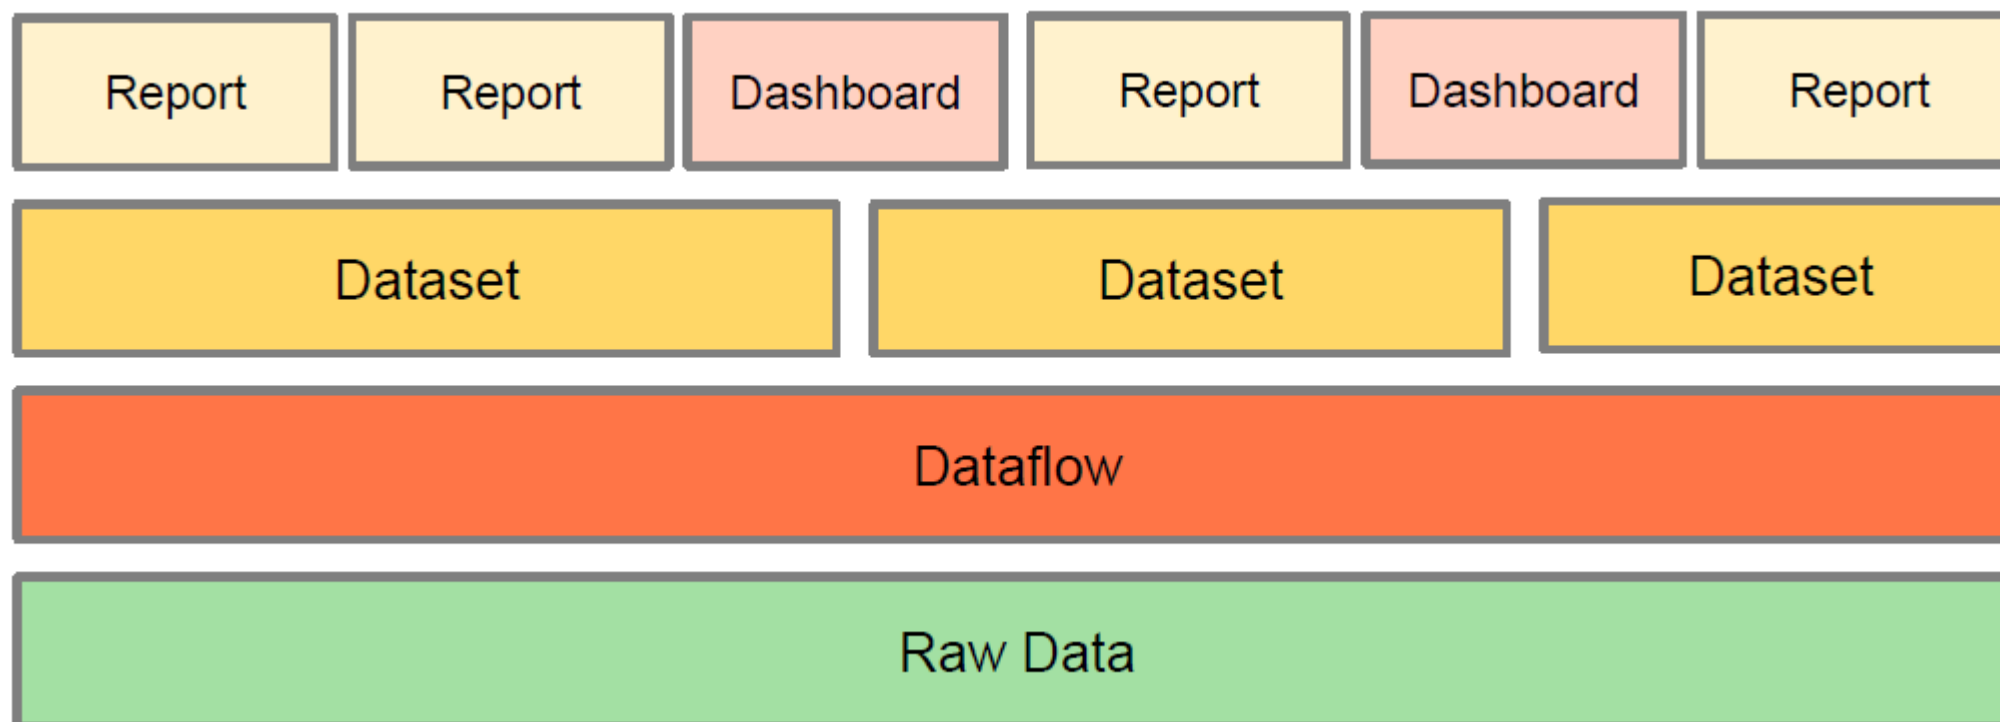 Report Report Dashboard Report Dashboard Report
Dataset Dataset Dataset
Dataflow
Raw Data